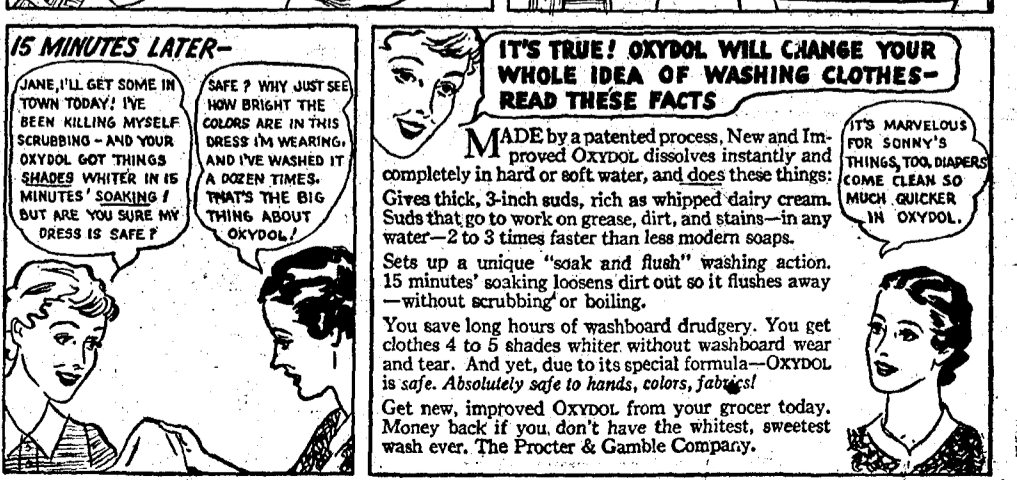 15 MINUTES LATER—
JANE, I'LL GET SOME IN
TOWN TODAY! I'VE
BEEN KILLING MYSELF
SCRUBBING - AND YOUR
OXYDOL GOT THINGS
SHADES WHITER IN 15
MINUTES' SOAKING!
BUT ARE YOU SURE MY
DRESS IS SAFE?
SAFE? WHY JUST SEE
HOW BRIGHT THE
COLORS ARE IN THIS
DRESS I'M WEARING.
AND I'VE WASHED IT
A DOZEN TIMES.
THAT'S THE BIG
THING ABOUT
OXYDOL!
IT'S TRUE! OXYDOL WILL CHANGE YOUR
WHOLE IDEA OF WASHING CLOTHES—
READ THESE FACTS
MADE by a patented process, New and Im-
proved OXYDOL dissolves instantly and
completely in hard or soft water, and does these things:
Gives thick, 3-inch suds, rich as whipped dairy cream.
Suds that go to work on grease, dirt, and stains—in any
water—2 to 3 times faster than less modern soaps.
Sets up a unique "soak and flush" washing action.
15 minutes' soaking loosens dirt out so it flushes away
—without scrubbing or boiling.
You save long hours of washboard drudgery. You get
clothes 4 to 5 shades whiter without washboard wear
and tear. And yet, due to its special formula—OXYDOL
is safe. Absolutely safe to hands, colors, fabrics!
Get new, improved OXYDOL from your grocer today.
Money back if you don't have the whitest, sweetest
wash ever. The Procter & Gamble Company.
IT'S MARVELOUS
FOR SONNY'S
THINGS, TOO, DIAPERS
COME CLEAN SO
MUCH QUICKER
IN OXYDOL.